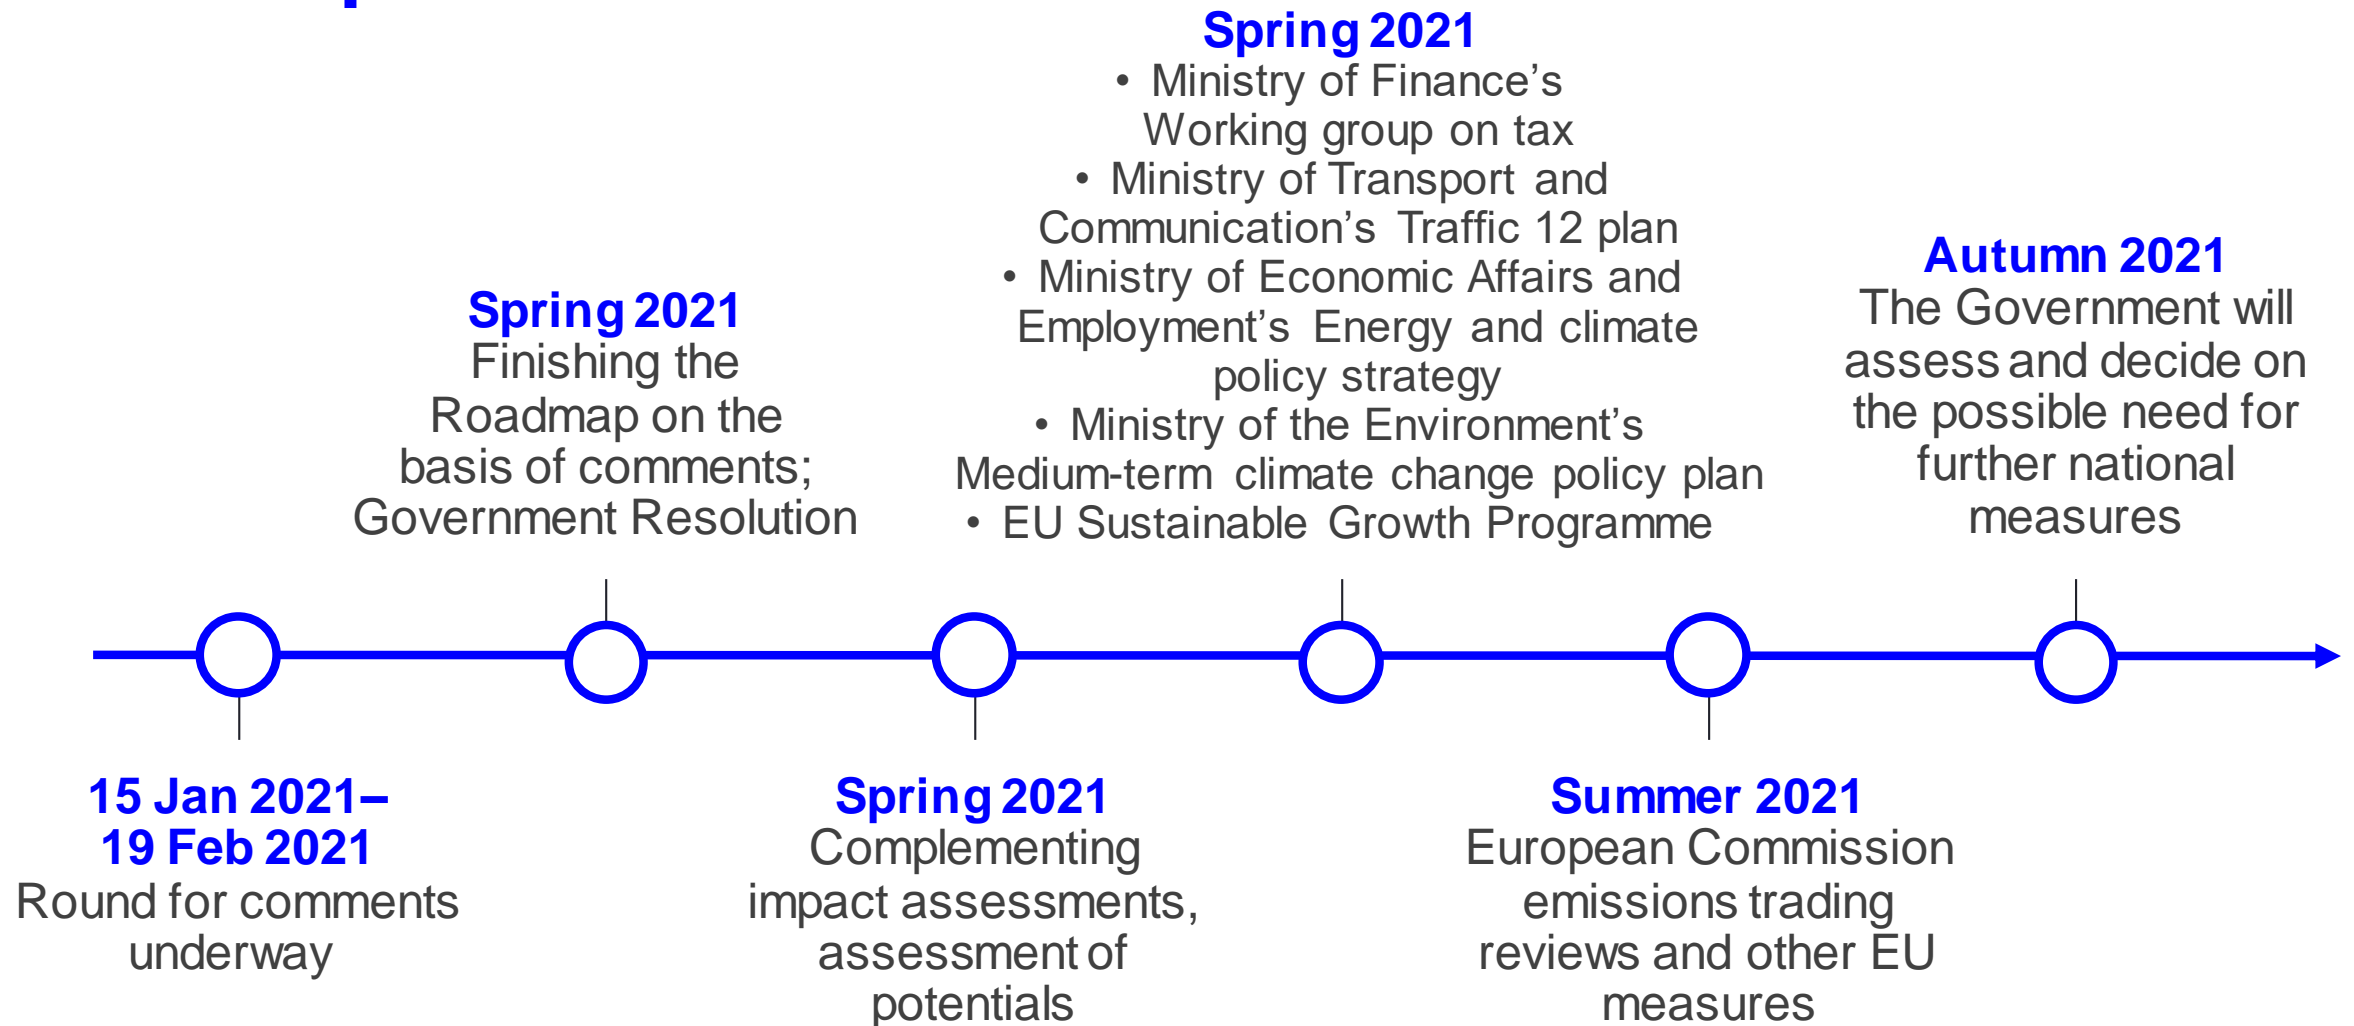 15 Jan 2021–
19 Feb 2021
Round for comments
underway
Spring 2021
Finishing the
Roadmap on the
basis of comments;
Government Resolution
Spring 2021
Complementing
impact assessments,
assessment of
potentials
Spring 2021
• Ministry of Finance’s
Working group on tax
• Ministry of Transport and
Communication’s Traffic 12 plan
• Ministry of Economic Affairs and
Employment’s Energy and climate
policy strategy
• Ministry of the Environment’s
Medium-term climate change policy plan
• EU Sustainable Growth Programme
Summer 2021
European Commission
emissions trading
reviews and other EU
measures
Autumn 2021
The Government will
assess and decide on
the possible need for
further national
measures